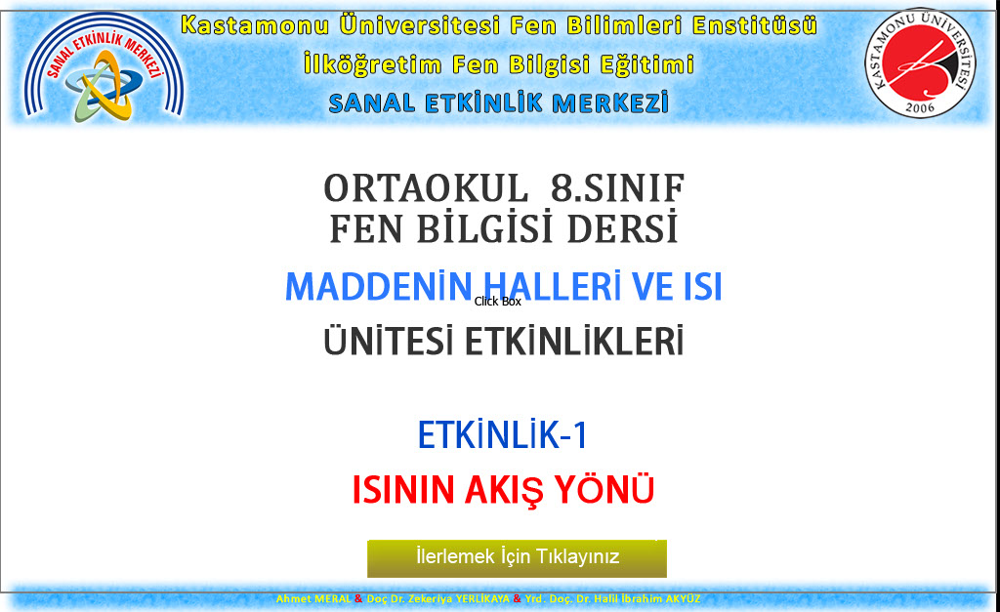 Kastamonu Üniversitesi Fen Bilimleri Enstitüsü
İlköğretim Fen Bilgisi Eğitimi
SANAL ETKİNLİK MERKEZİ
SANAL ETKİNLİK MERKEZİ
KASTAMONU ÜNİVERSİTESİ
2006
ORTAOKUL 8.SINIF
FEN BİLGİSİ DERSİ
MADDENİN HALLERİ VE ISI
Click Box
ÜNİTESİ ETKİNLİKLERİ
ETKİNLİK-1
ISININ AKIŞ YÖNÜ
İlerlemek İçin Tıklayınız
Ahmet MERAL & Doç Dr. Zekeriya YERLİKAYA & Yrd. Doç. Dr. Halil İbrahim AKYÜZ